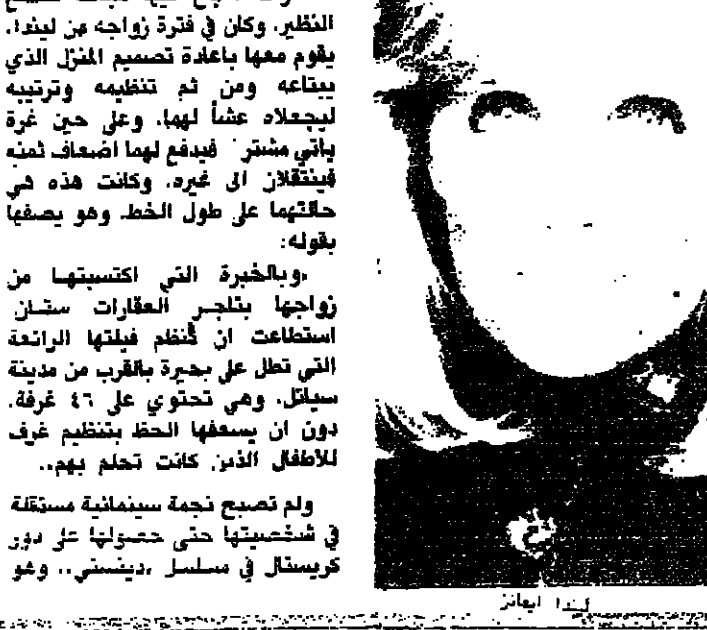 النظير. وكان في فترة زواجه من ليندا.
يقوم معها باعادة تصميم المنزل الذي
يبتاعه ومن ثم تنظيمه وترتيبه
ليجعلاه عشاً لهما. وعلى حين غرة
ياتي مشتر فيدفع لهما اضعاف ثمنه
فينتقلان الى غيره. وكانت هذه هي
حالتهما على طول الخط. وهو يصفها
بقوله:
.وبالخبرة التي اكتسبتها من
زواجها بتاجر العقارات ستان
استطاعت ان تُنظم فيلتها الرائعة
التي تطل على بحيرة بالقرب من مدينة
سياتل. وهي تحتوي على ٤٦ غرفة.
دون ان يسعفها الحظ بتنظيم غرف
للأطفال الذين كانت تحلم بهم..
ولم تصبح نجمة سينمائية مستقلة
في شخصيتها حتى حصولها على دور
كريستال في مسلسل .دينستي.. وهو
ليندا ايفانز